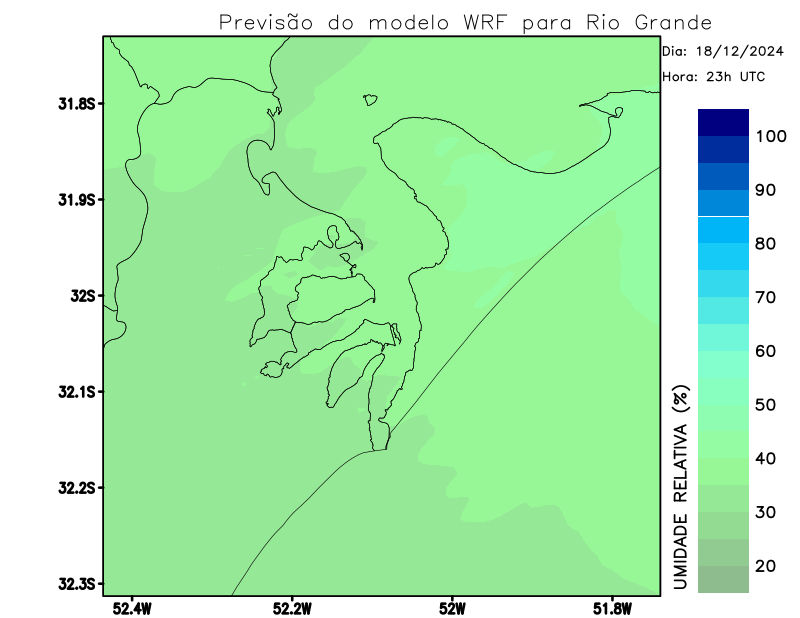 Previsão do modelo WRF para Rio Grande
Dia: 18/12/2024
Hora: 23h UTC
31.8S
31.9S
32S
32.1S
32.2S
32.3S
52.4W
52.2W
52W
51.8W
100
90
80
70
60
50
40
30
20
UMIDADE RELATIVA (%)